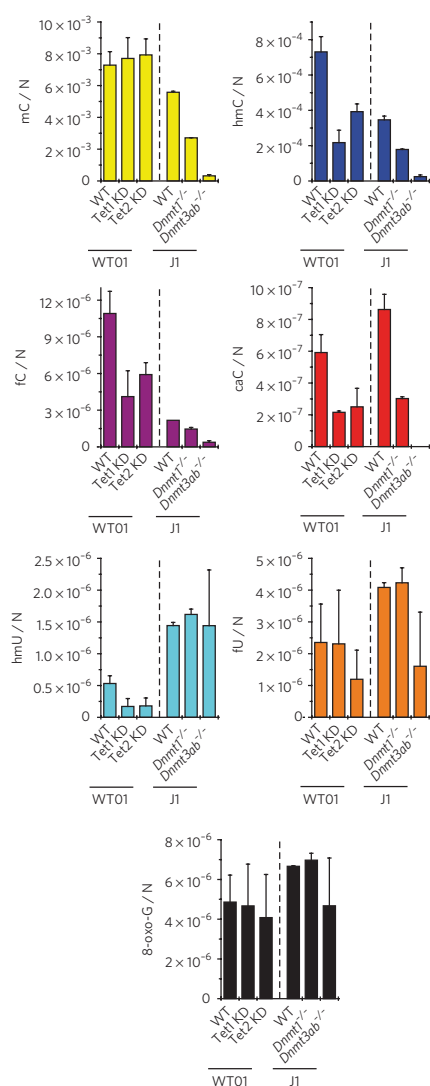 mC / N
10 × 10⁻³
8 × 10⁻³
6 × 10⁻³
4 × 10⁻³
2 × 10⁻³
0
WT
Tet1 KD
Tet2 KD
WT
Dnmt1⁻/⁻
Dnmt3ab⁻/⁻
WT01
J1
hmC / N
8 × 10⁻⁴
6 × 10⁻⁴
4 × 10⁻⁴
2 × 10⁻⁴
0
WT
Tet1 KD
Tet2 KD
WT
Dnmt1⁻/⁻
Dnmt3ab⁻/⁻
WT01
J1
fC / N
12 × 10⁻⁶
9 × 10⁻⁶
6 × 10⁻⁶
3 × 10⁻⁶
0
WT
Tet1 KD
Tet2 KD
WT
Dnmt1⁻/⁻
Dnmt3ab⁻/⁻
WT01
J1
caC / N
10 × 10⁻⁷
8 × 10⁻⁷
6 × 10⁻⁷
4 × 10⁻⁷
2 × 10⁻⁷
0
WT
Tet1 KD
Tet2 KD
WT
Dnmt1⁻/⁻
Dnmt3ab⁻/⁻
WT01
J1
hmU / N
2.5 × 10⁻⁶
2.0 × 10⁻⁶
1.5 × 10⁻⁶
1.0 × 10⁻⁶
0.5 × 10⁻⁶
0
WT
Tet1 KD
Tet2 KD
WT
Dnmt1⁻/⁻
Dnmt3ab⁻/⁻
WT01
J1
fU / N
5 × 10⁻⁶
4 × 10⁻⁶
3 × 10⁻⁶
2 × 10⁻⁶
1 × 10⁻⁶
0
WT
Tet1 KD
Tet2 KD
WT
Dnmt1⁻/⁻
Dnmt3ab⁻/⁻
WT01
J1
8-oxo-G / N
8 × 10⁻⁶
6 × 10⁻⁶
4 × 10⁻⁶
2 × 10⁻⁶
0
WT
Tet1 KD
Tet2 KD
WT
Dnmt1⁻/⁻
Dnmt3ab⁻/⁻
WT01
J1